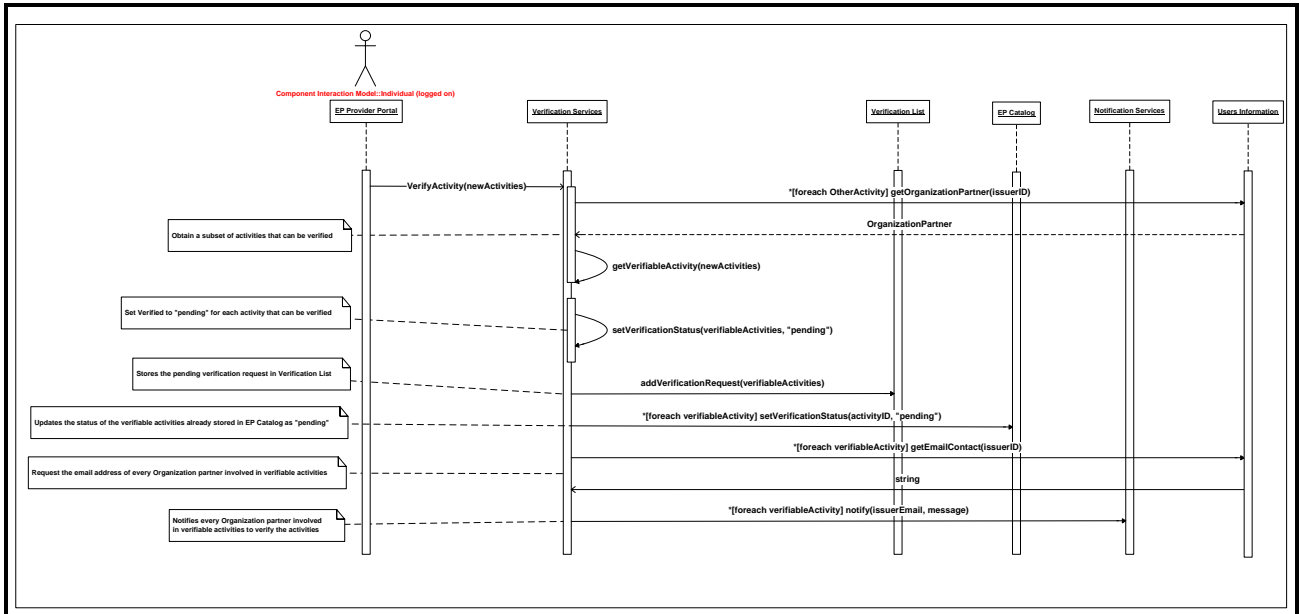 Component Interaction Model::Individual (logged on)
EP Provider Portal
Verification Services
Verification List
EP Catalog
Notification Services
Users Information
VerifyActivity(newActivities)
*[foreach OtherActivity] getOrganizationPartner(issuerID)
OrganizationPartner
Obtain a subset of activities that can be verified
getVerifiableActivity(newActivities)
Set Verified to "pending" for each activity that can be verified
setVerificationStatus(verifiableActivities, "pending")
Stores the pending verification request in Verification List
addVerificationRequest(verifiableActivities)
Updates the status of the verifiable activities already stored in EP Catalog as "pending"
*[foreach verifiableActivity] setVerificationStatus(activityID, "pending")
*[foreach verifiableActivity] getEmailContact(issuerID)
Request the email address of every Organization partner involved in verifiable activities
string
*[foreach verifiableActivity] notify(issuerEmail, message)
Notifies every Organization partner involved
in verifiable activities to verify the activities